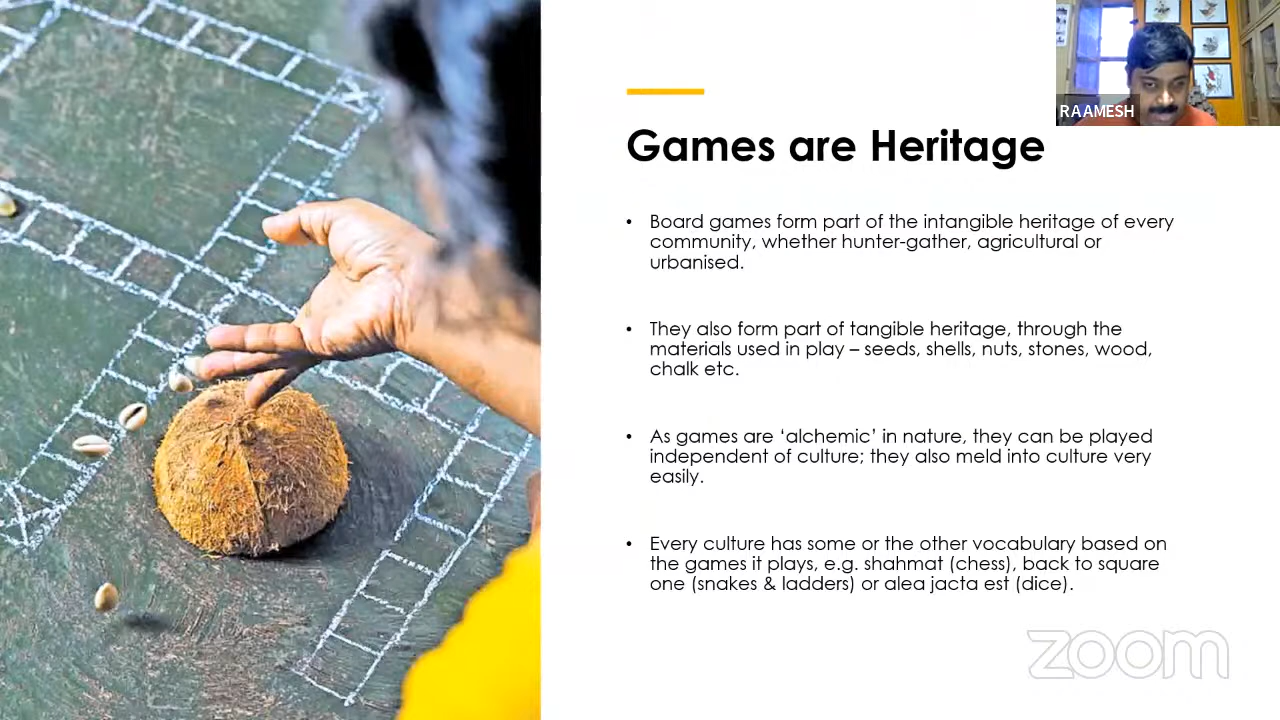 RAAMESH
Games are Heritage
• Board games form part of the intangible heritage of every
community, whether hunter-gather, agricultural or
urbanised.
• They also form part of tangible heritage, through the
materials used in play – seeds, shells, nuts, stones, wood,
chalk etc.
• As games are ‘alchemic’ in nature, they can be played
independent of culture; they also meld into culture very
easily.
• Every culture has some or the other vocabulary based on
the games it plays, e.g. shahmat (chess), back to square
one (snakes & ladders) or alea jacta est (dice).
zoom